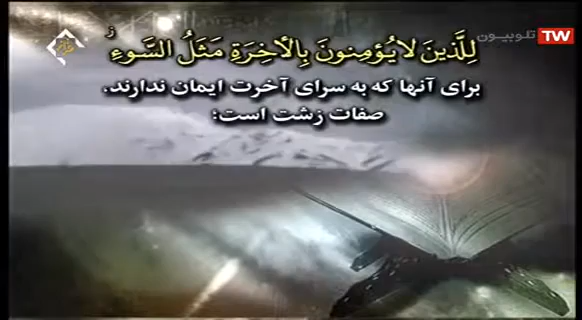 لِلَّذِينَ لَا يُؤْمِنُونَ بِالْآخِرَةِ مَثَلُ السَّوْءِ ۖ
برای آنها که به سرای آخرت ایمان ندارند،
صفات زشت است؛
تلوبیون TW